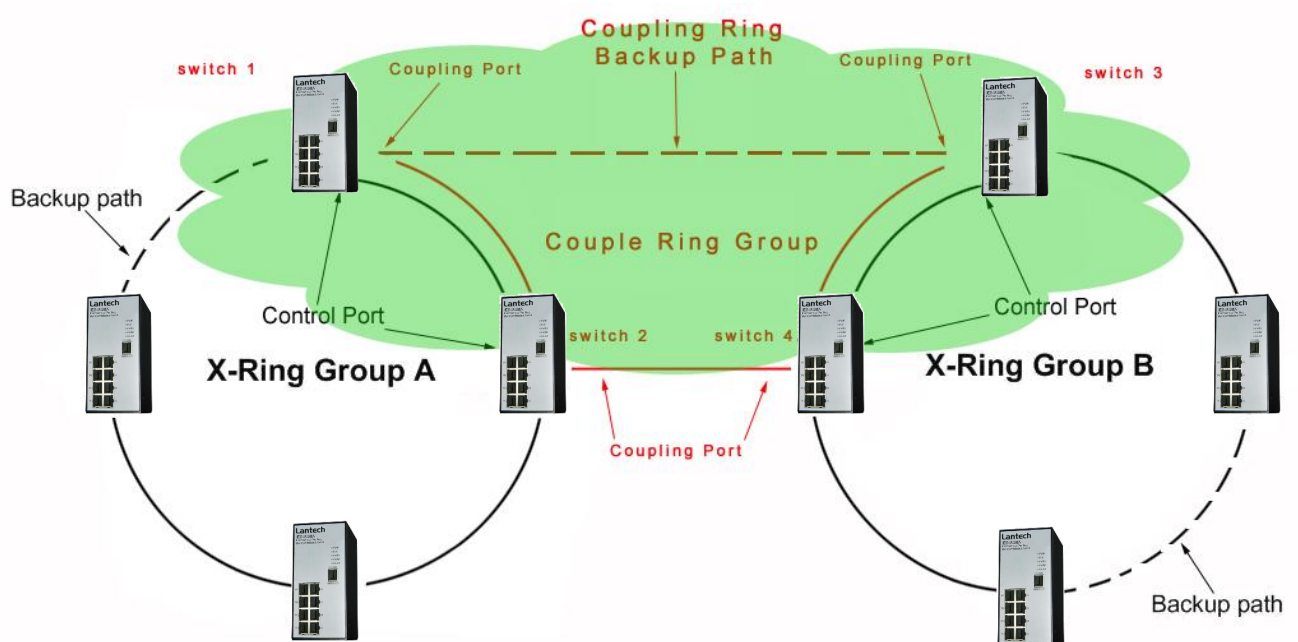 Coupling Ring
Backup Path
switch 1
Coupling Port
Coupling Port
switch 3
Lantech
Lantech
Backup path
Couple Ring Group
Lantech
Control Port
Lantech
switch 2
switch 4
Lantech
Control Port
Lantech
X-Ring Group A
X-Ring Group B
Coupling Port
Lantech
Lantech
Backup path